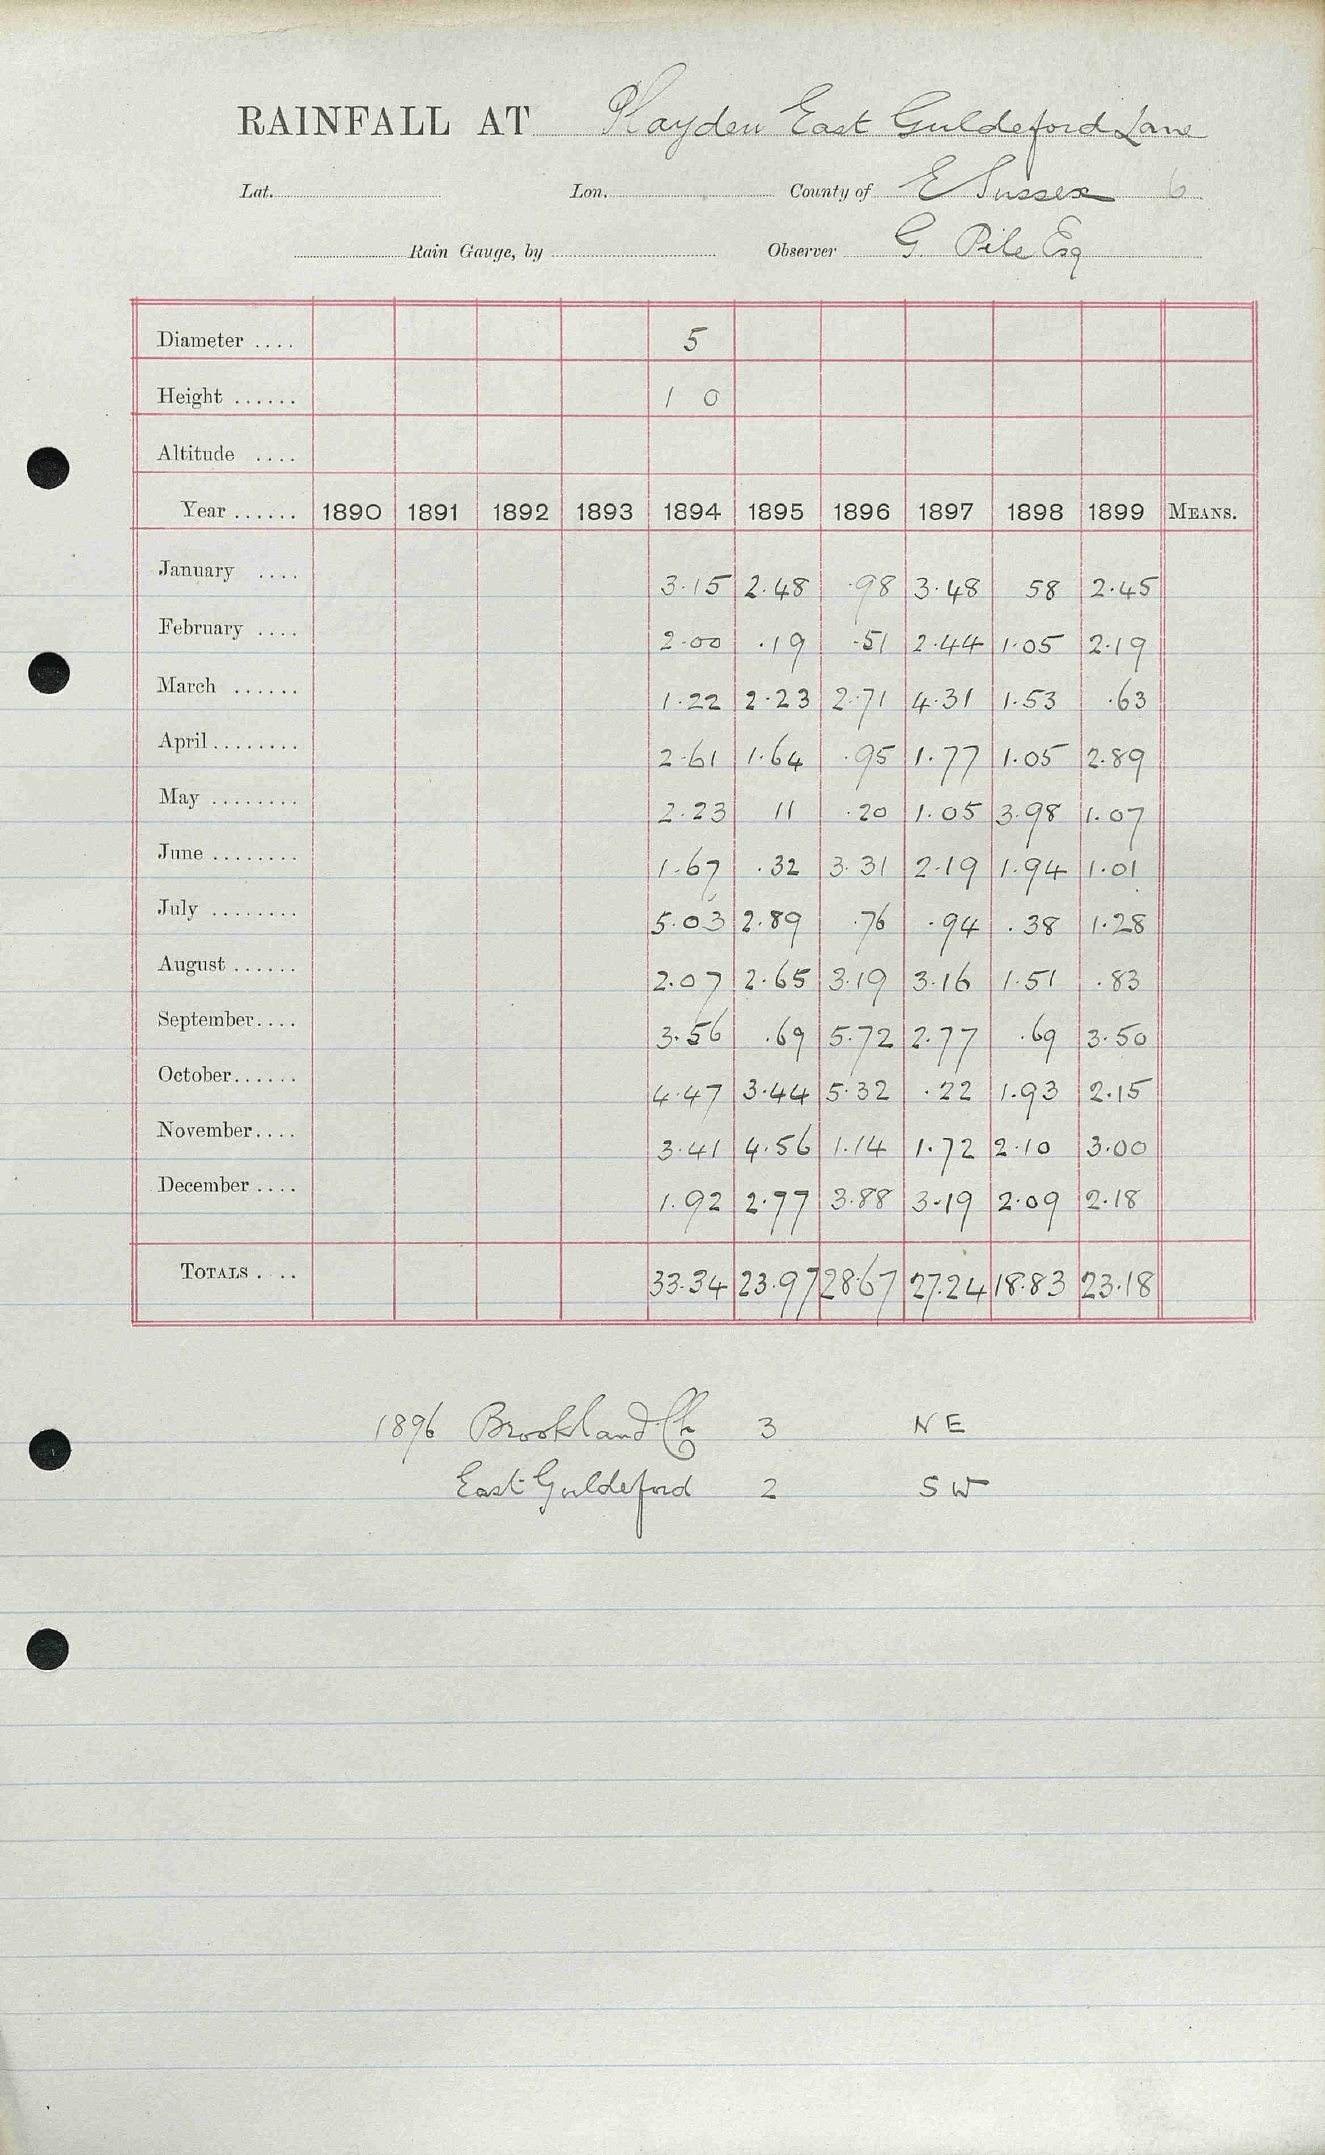 RAINFALL AT Playden East Guldeford Lane
Lat. Lon. County of E Sussex 6
Rain Gauge, by Observer G. Pile Esq
Diameter .... 5
Height ...... 1 0
Altitude ....
Year ...... 1890 1891 1892 1893 1894 1895 1896 1897 1898 1899 MEANS.
January .... 3.15 2.48 .98 3.48 58 2.45
February .... 2.00 .19 .51 2.44 1.05 2.19
March ...... 1.22 2.23 2.71 4.31 1.53 .63
April........ 2.61 1.64 .95 1.77 1.05 2.89
May ........ 2.23 11 .20 1.05 3.98 1.07
June ........ 1.67 .32 3.31 2.19 1.94 1.01
July ........ 5.03 2.89 .76 .94 .38 1.28
August ...... 2.07 2.65 3.19 3.16 1.51 .83
September.... 3.56 .69 5.72 2.77 .69 3.50
October...... 4.47 3.44 5.32 .22 1.93 2.15
November.... 3.41 4.56 1.14 1.72 2.10 3.00
December .... 1.92 2.77 3.88 3.19 2.09 2.18
TOTALS .... 33.34 23.97 28.67 27.24 18.83 23.18
1896 Brookland Ch 3 NE
East Guldeford 2 SW